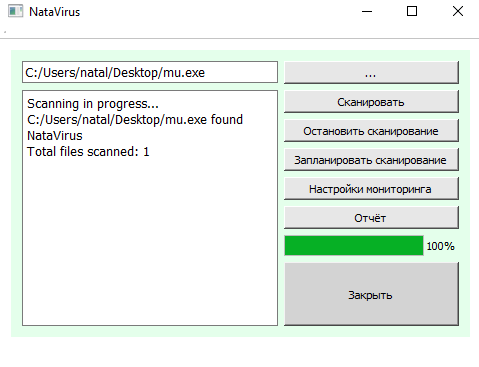 NataVirus
C:/Users/natal/Desktop/mu.exe
...
Scanning in progress...
C:/Users/natal/Desktop/mu.exe found
NataVirus
Total files scanned: 1
Сканировать
Остановить сканирование
Запланировать сканирование
Настройки мониторинга
Отчёт
100%
Закрыть